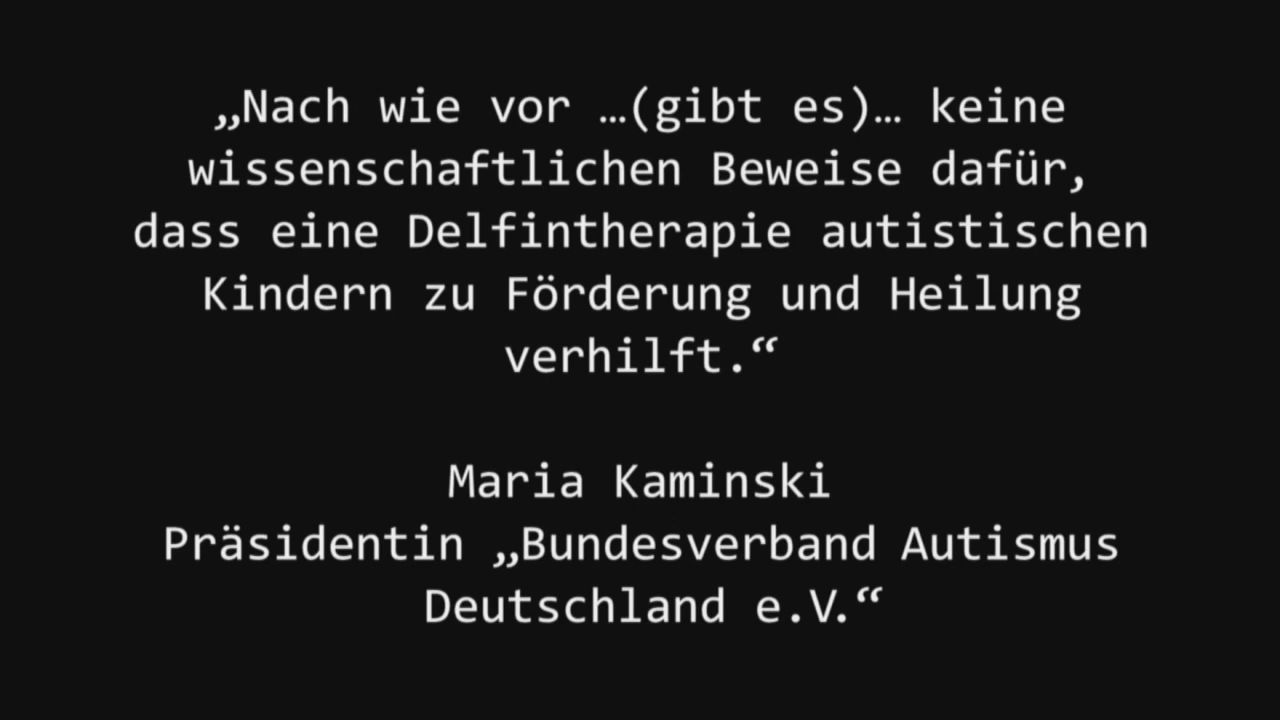 „Nach wie vor …(gibt es)… keine
wissenschaftlichen Beweise dafür,
dass eine Delfintherapie autistischen
Kindern zu Förderung und Heilung
verhilft.“
Maria Kaminski
Präsidentin „Bundesverband Autismus
Deutschland e.V.“